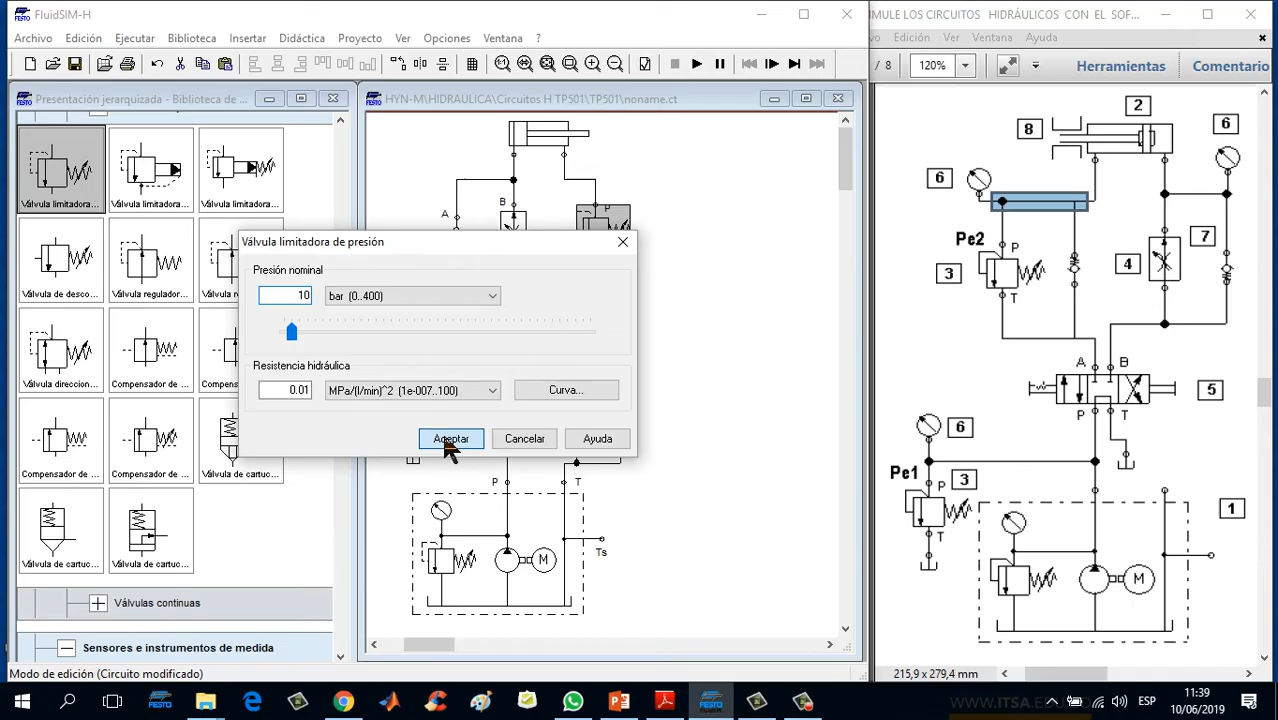 FluidSIM-H
Archivo Edición Ejecutar Biblioteca Insertar Didáctica Proyecto Ver Opciones Ventana ?
Presentación jerarquizada - Biblioteca de ...
Válvula limitadora... Válvula limitadora... Válvula limitadora...
Válvula de desco... Válvula regulador... Válvula re
Válvula direccion... Compensador de ... Compens
Compensador de ... Compensador de ... Válvula de cartuc...
Válvula de cartuc... Válvula de cartuc...
Válvulas continuas
Sensores e instrumentos de medida
Modo de edición (Circuito modificado)
HYN-M\HIDRAULICA\Circuitos H TP501\TP501\noname.ct
A
B
P
Válvula limitadora de presión
Presión nominal
10 bar (0..400)
Resistencia hidráulica
0.01 MPa/(l/min)^2 (1e-007..100) Curva...
Aceptar Cancelar Ayuda
P
T
M
Ts
MULE LOS CIRCUITOS HIDRÁULICOS CON EL SOF...
Edición Ver Ventana Ayuda
/ 8 120% Herramientas Comentario
2
8
6
6
Pe2
P
3
T
4
7
A B
5
P T
6
Pe1
P
3
T
1
M
215,9 x 279,4 mm
WWW.ITSA.EDU
ESP
11:39
10/06/2019